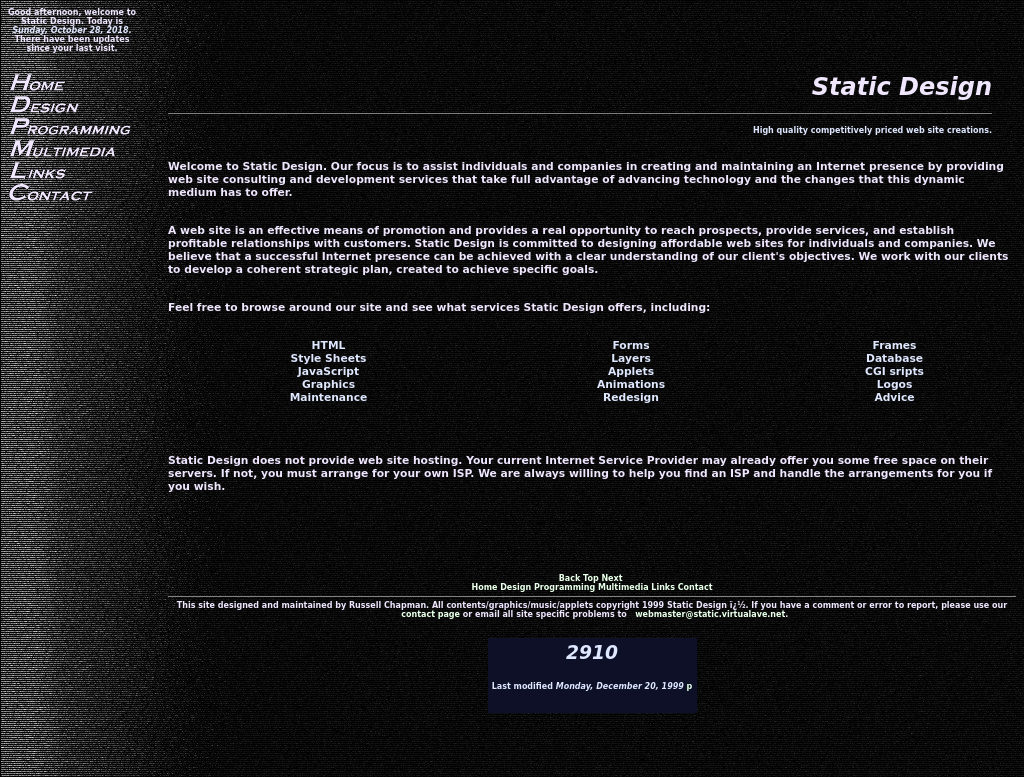 Good afternoon, welcome to
Static Design. Today is
Sunday, October 28, 2018.
There have been updates
since your last visit.
HOME
DESIGN
PROGRAMMING
MULTIMEDIA
LINKS
CONTACT
Static Design
High quality competitively priced web site creations.
Welcome to Static Design. Our focus is to assist individuals and companies in creating and maintaining an Internet presence by providing
web site consulting and development services that take full advantage of advancing technology and the changes that this dynamic
medium has to offer.
A web site is an effective means of promotion and provides a real opportunity to reach prospects, provide services, and establish
profitable relationships with customers. Static Design is committed to designing affordable web sites for individuals and companies. We
believe that a successful Internet presence can be achieved with a clear understanding of our client's objectives. We work with our clients
to develop a coherent strategic plan, created to achieve specific goals.
Feel free to browse around our site and see what services Static Design offers, including:
HTML Forms Frames
Style Sheets Layers Database
JavaScript Applets CGI sripts
Graphics Animations Logos
Maintenance Redesign Advice
Static Design does not provide web site hosting. Your current Internet Service Provider may already offer you some free space on their
servers. If not, you must arrange for your own ISP. We are always willing to help you find an ISP and handle the arrangements for you if
you wish.
Back Top Next
Home Design Programming Multimedia Links Contact
This site designed and maintained by Russell Chapman. All contents/graphics/music/applets copyright 1999 Static Design ï¿½. If you have a comment or error to report, please use our
contact page or email all site specific problems to webmaster@static.virtualave.net.
2910
Last modified Monday, December 20, 1999 p